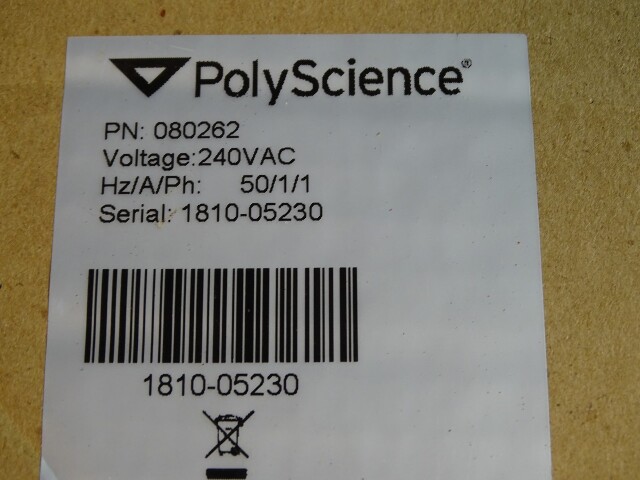 PolyScience®
PN: 080262
Voltage:240VAC
Hz/A/Ph: 50/1/1
Serial: 1810-05230
1810-05230